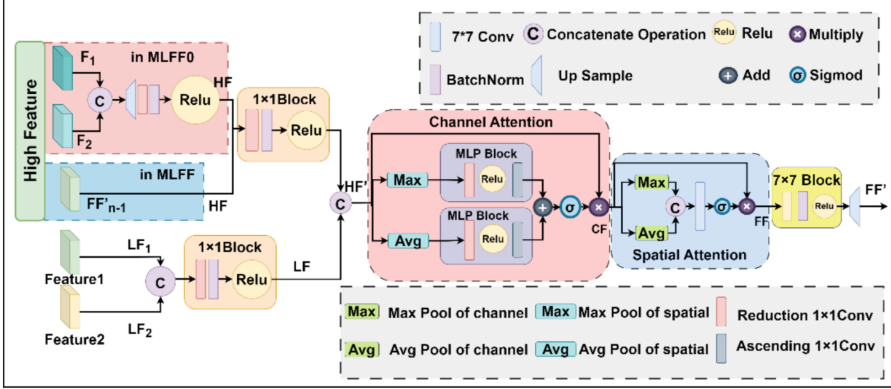 High Feature
F1
F2
C
Relu
in MLFF0
HF
FF'n-1
in MLFF
HF
1×1Block
Relu
Feature1
Feature2
LF1
LF2
C
1×1Block
Relu
LF
HF'
C
Channel Attention
Max
Avg
MLP Block
Relu
MLP Block
Relu
+
σ
×
CF
Max
Avg
C
σ
×
FF
Spatial Attention
7×7 Block
Relu
FF'
7*7 Conv
C Concatenate Operation
Relu Relu
× Multiply
BatchNorm
Up Sample
+ Add
σ Sigmod
Max Max Pool of channel
Max Max Pool of spatial
Reduction 1×1Conv
Avg Avg Pool of channel
Avg Avg Pool of spatial
Ascending 1×1Conv